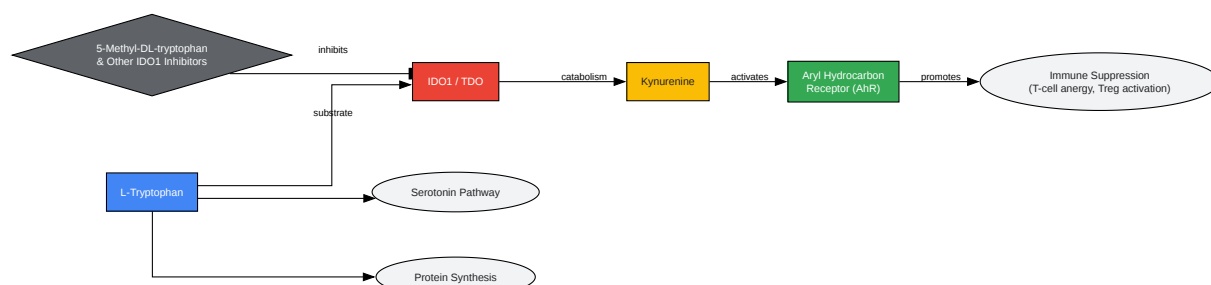 5-Methyl-DL-tryptophan
& Other IDO1 Inhibitors
inhibits
IDO1 / TDO
catabolism
Kynurenine
activates
Aryl Hydrocarbon
Receptor (AhR)
promotes
Immune Suppression
(T-cell anergy, Treg activation)
substrate
L-Tryptophan
Serotonin Pathway
Protein Synthesis